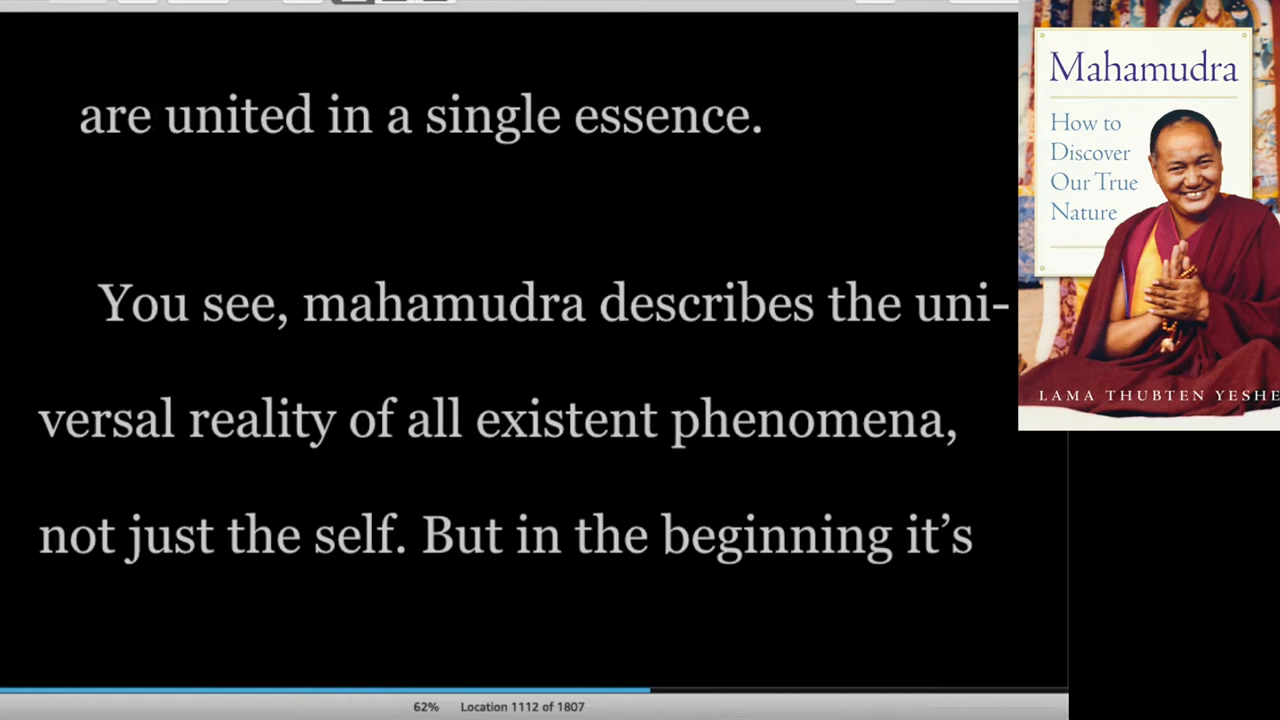 are united in a single essence.
You see, mahamudra describes the uni-
versal reality of all existent phenomena,
not just the self. But in the beginning it’s
62% Location 1112 of 1807
Mahamudra
How to
Discover
Our True
Nature
LAMA THUBTEN YESHE